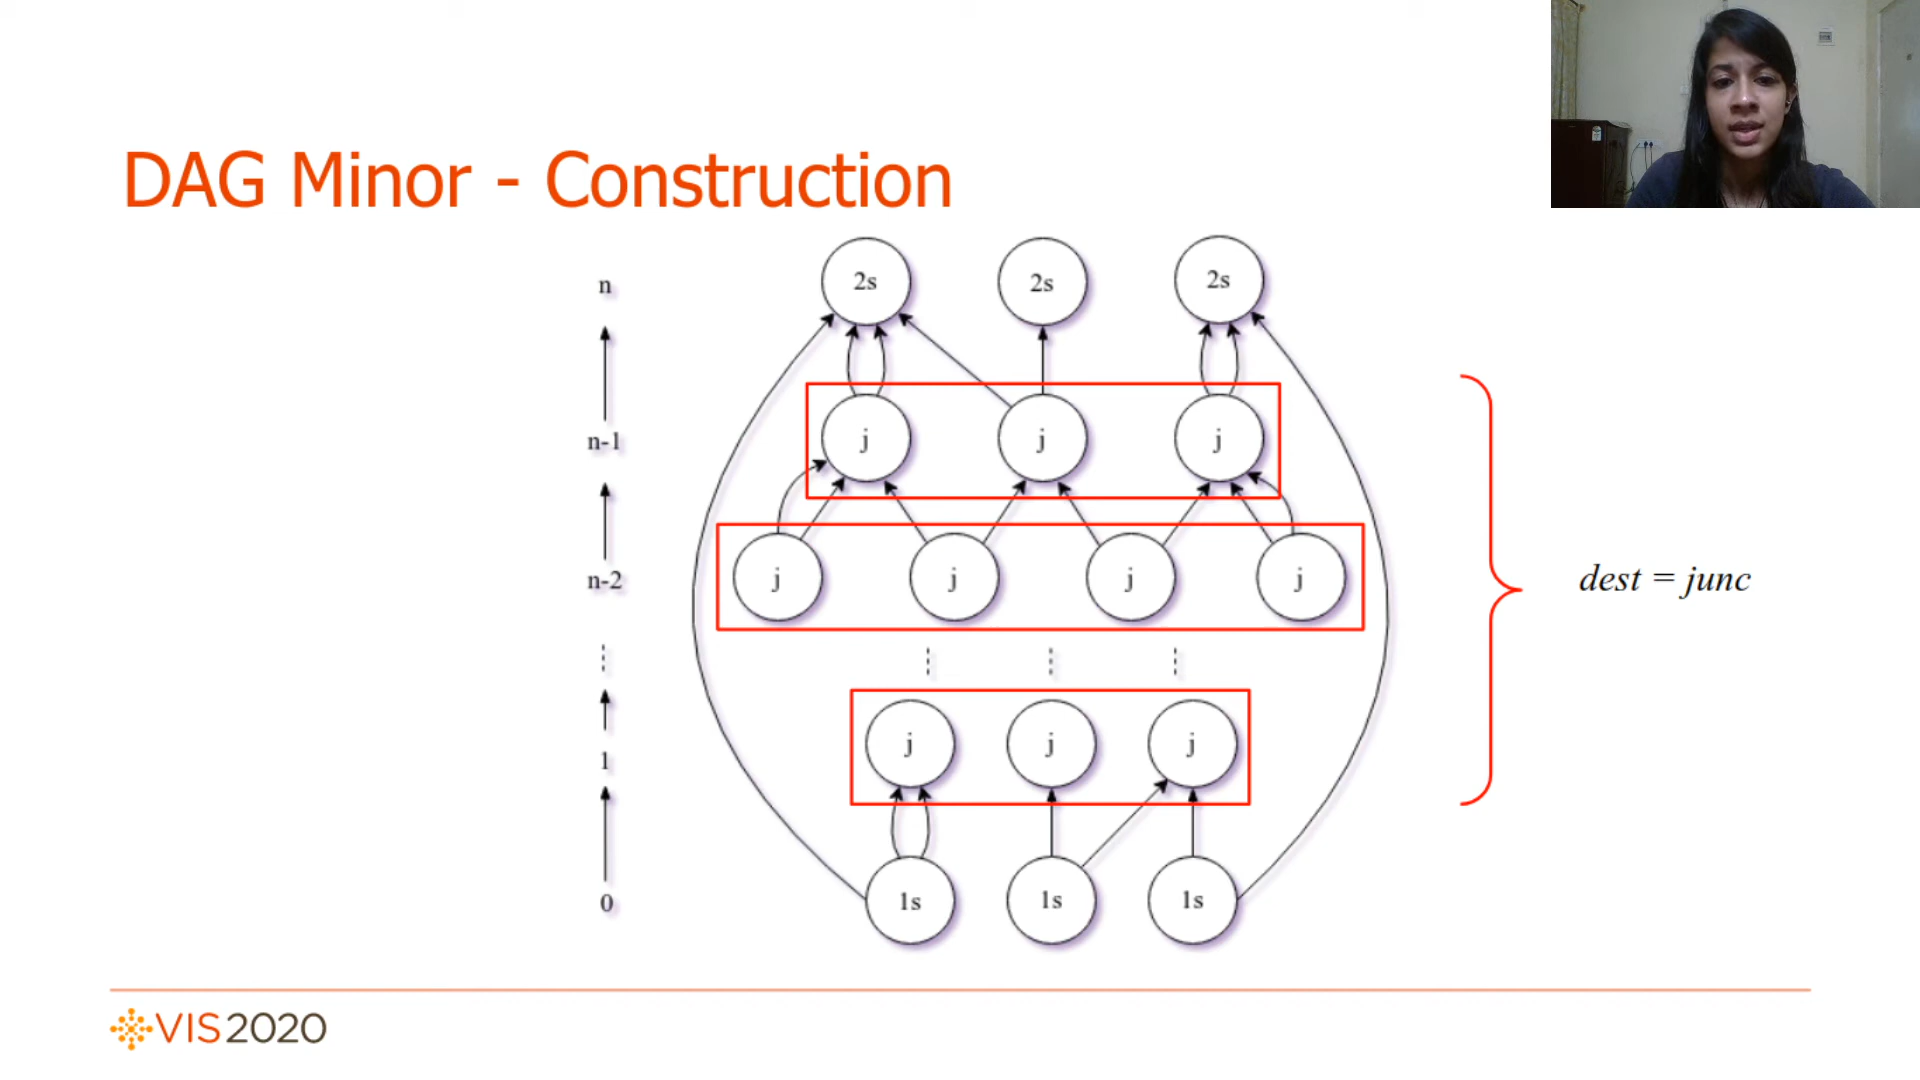 DAG Minor - Construction
n
2s 2s 2s
n-1
j j j
n-2
j j j j
dest = junc
1
j j j
0
1s 1s 1s
VIS2020